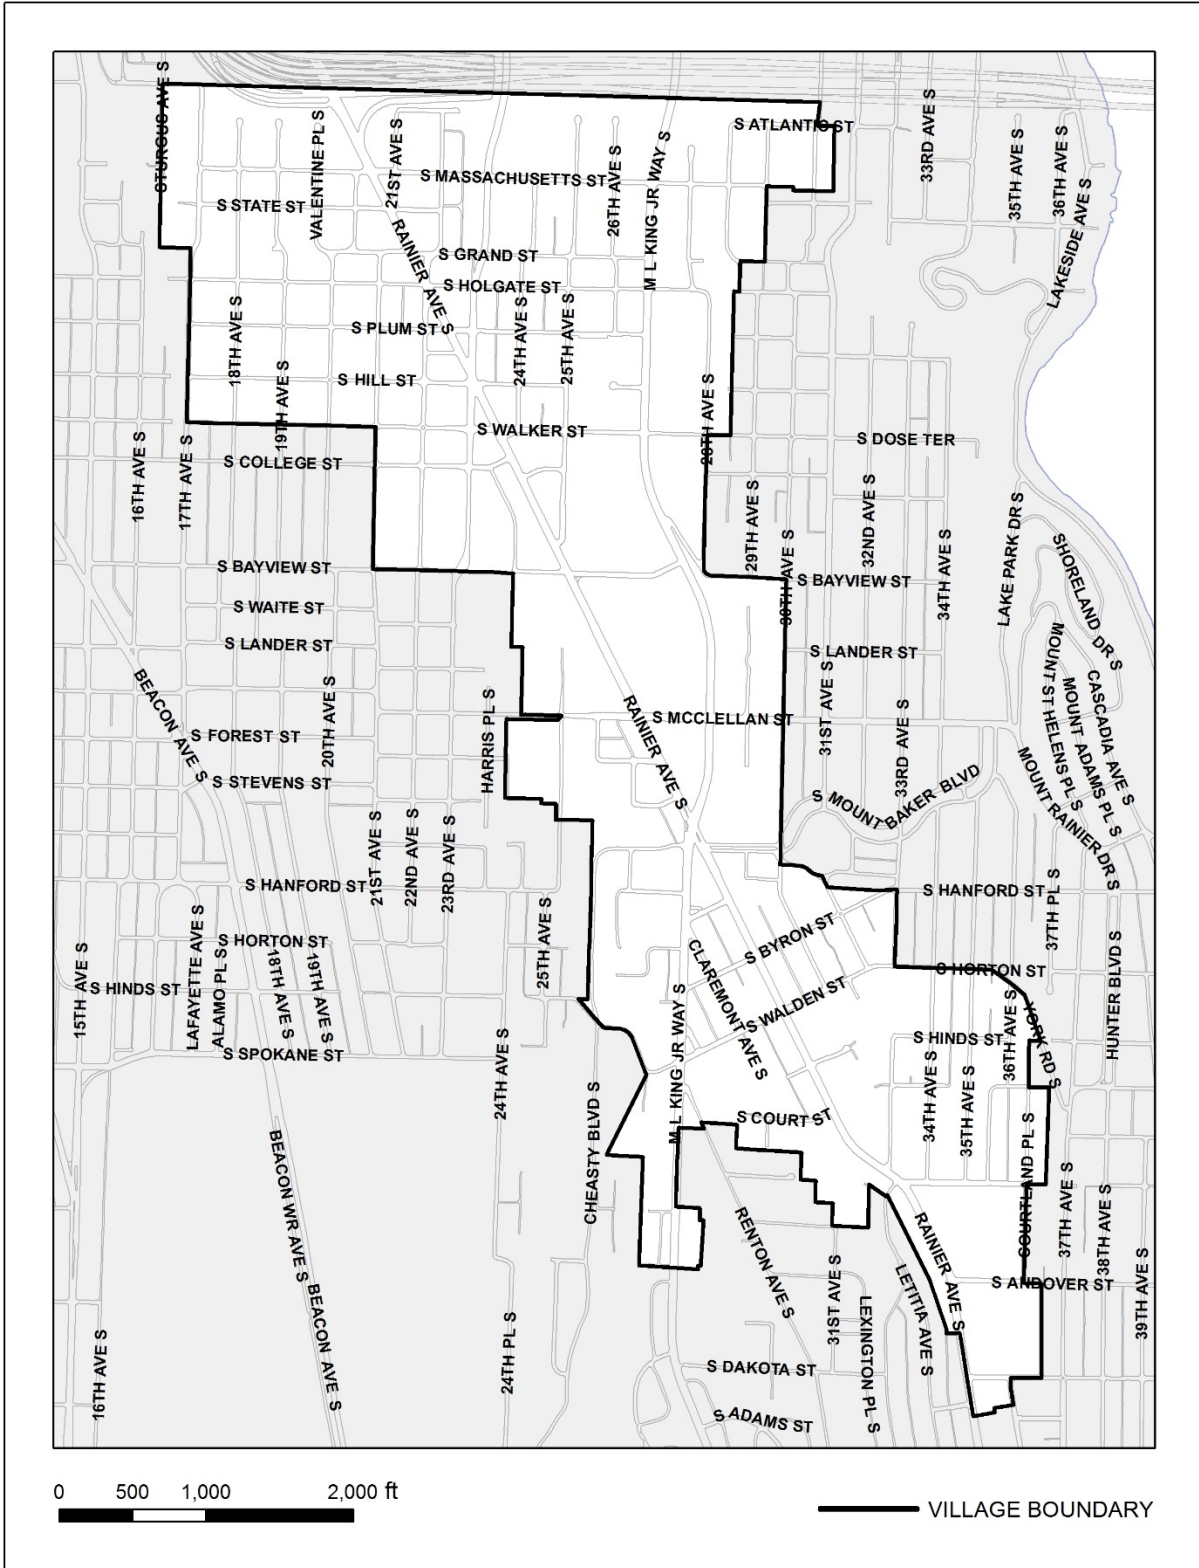 STURGUS AVE S
VALENTINE PL S
21ST AVE S
S MASSACHUSETTS ST
26TH AVE S
M L KING JR WAY S
S ATLANTIC ST
33RD AVE S
35TH AVE S
36TH AVE S
LAKESIDE AVE S
S STATE ST
RAINIER AVE S
S GRAND ST
S HOLGATE ST
18TH AVE S
S PLUM ST
24TH AVE S
25TH AVE S
19TH AVE S
S HILL ST
28TH AVE S
S WALKER ST
S DOSE TER
16TH AVE S
17TH AVE S
S COLLEGE ST
29TH AVE S
30TH AVE S
32ND AVE S
34TH AVE S
LAKE PARK DR S
SHORELAND DR S
S BAYVIEW ST
S BAYVIEW ST
S WAITE ST
S LANDER ST
S LANDER ST
MOUNT ST HELENS PL S
MOUNT ADAMS PL S
CASCADIA AVE S
BEACON AVE S
20TH AVE S
HARRIS PL S
RAINIER AVE S
S MCCLELLAN ST
31ST AVE S
33RD AVE S
S FOREST ST
S STEVENS ST
S MOUNT BAKER BLVD
MOUNT RAINIER DR S
21ST AVE S
22ND AVE S
23RD AVE S
S HANFORD ST
S HANFORD ST
37TH PL S
25TH AVE S
LAFAYETTE AVE S
ALAMO PL S
S HORTON ST
18TH AVE S
19TH AVE S
15TH AVE S
S HINDS ST
S BYRON ST
CLAREMONT AVE S
S WALDEN ST
S HORTON ST
HUNTER BLVD S
M L KING JR WAY S
S HINDS ST
36TH AVE S
YORK RD S
S SPOKANE ST
24TH AVE S
34TH AVE S
35TH AVE S
CHEASTY BLVD S
S COURT ST
COURTLAND PL S
BEACON WR AVE S
BEACON AVE S
RENTON AVE S
RAINIER AVE S
37TH AVE S
38TH AVE S
39TH AVE S
31ST AVE S
LETITIA AVE S
LEXINGTON PL S
S ANDOVER ST
16TH AVE S
24TH PL S
S DAKOTA ST
S ADAMS ST
0 500 1,000 2,000 ft
VILLAGE BOUNDARY